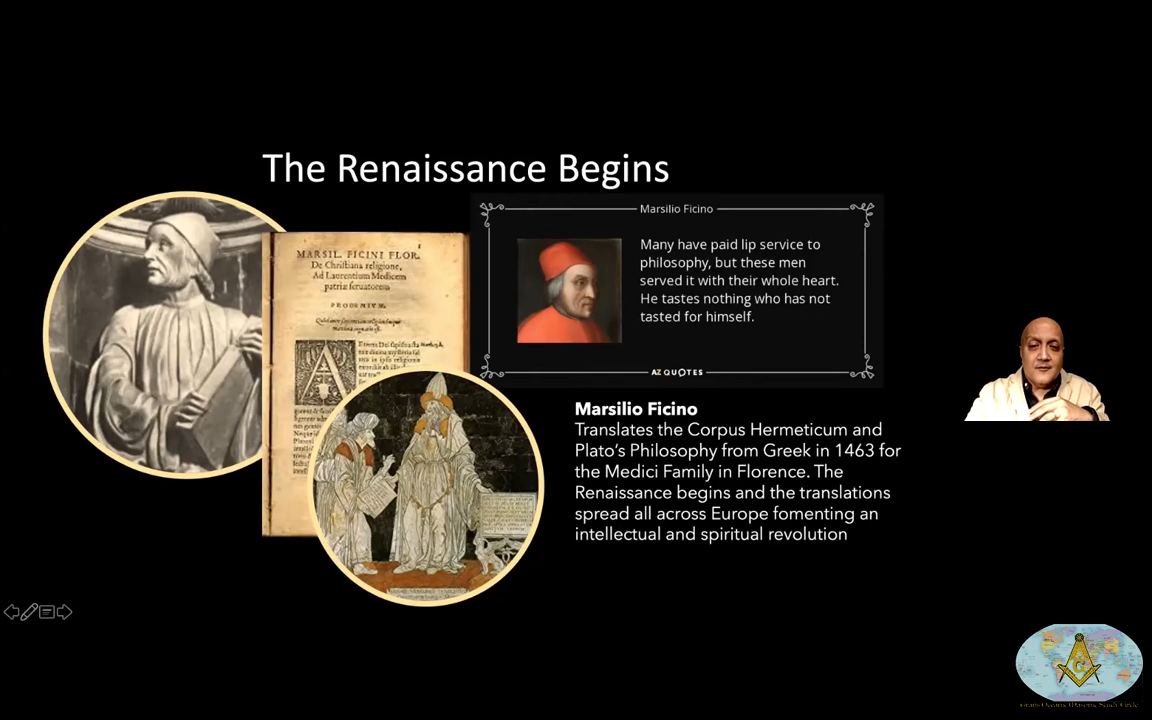 The Renaissance Begins
MARSIL. FICINI FLOR.
De Christiana religione,
Ad Laurentium Medicem
patriæ seruatorem
PROOEMIVM.
A
Marsilio Ficino
Many have paid lip service to
philosophy, but these men
served it with their whole heart.
He tastes nothing who has not
tasted for himself.
AZ QUOTES
Marsilio Ficino
Translates the Corpus Hermeticum and
Plato’s Philosophy from Greek in 1463 for
the Medici Family in Florence. The
Renaissance begins and the translations
spread all across Europe fomenting an
intellectual and spiritual revolution
G